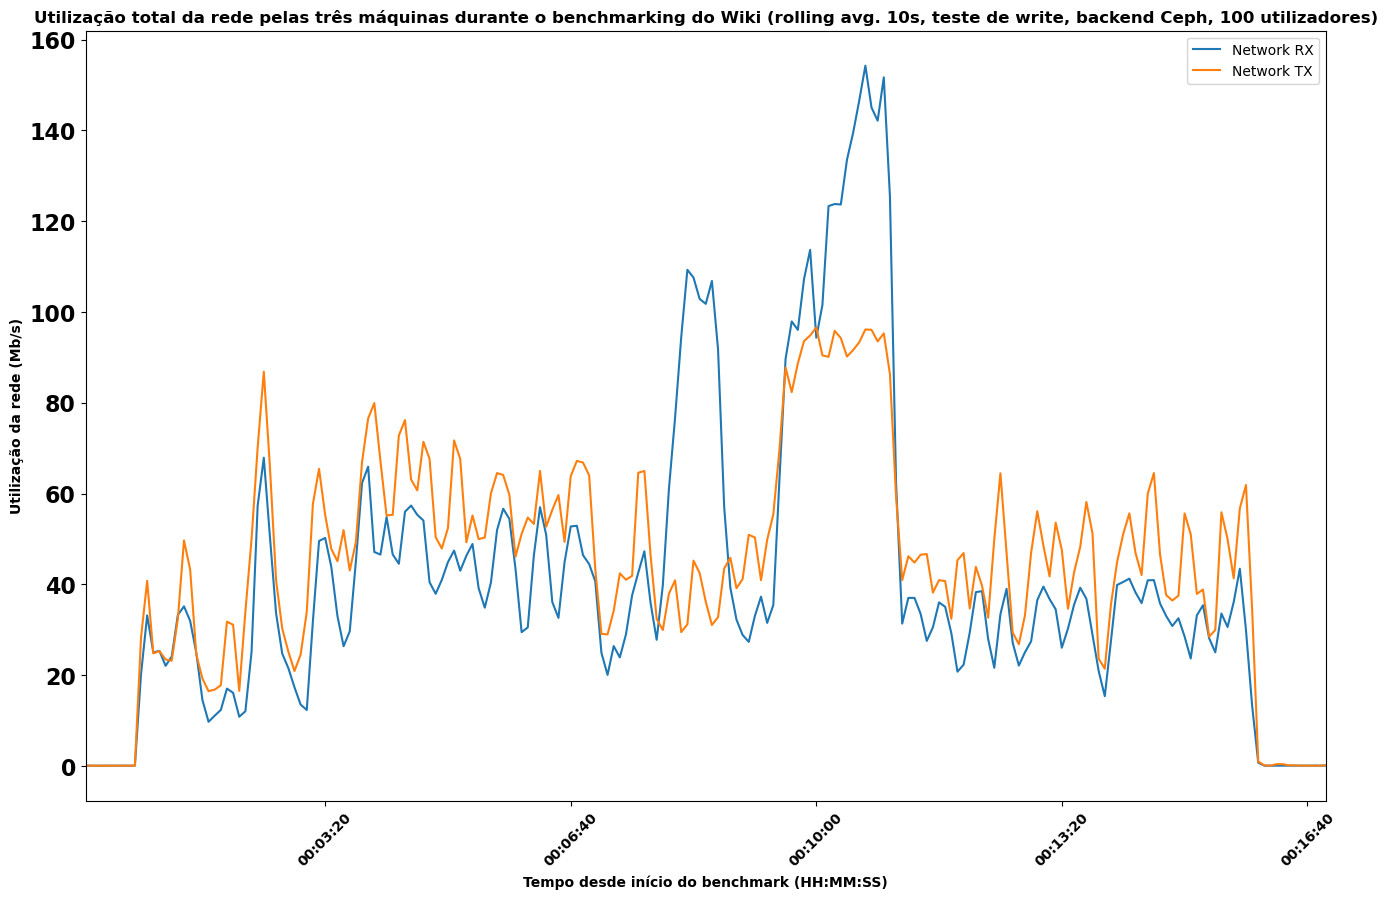 Utilização total da rede pelas três máquinas durante o benchmarking do Wiki (rolling avg. 10s, teste de write, backend Ceph, 100 utilizadores)
Network RX
Network TX
160
140
120
100
80
60
40
20
0
Utilização da rede (Mb/s)
00:03:20
00:06:40
00:10:00
00:13:20
00:16:40
Tempo desde início do benchmark (HH:MM:SS)